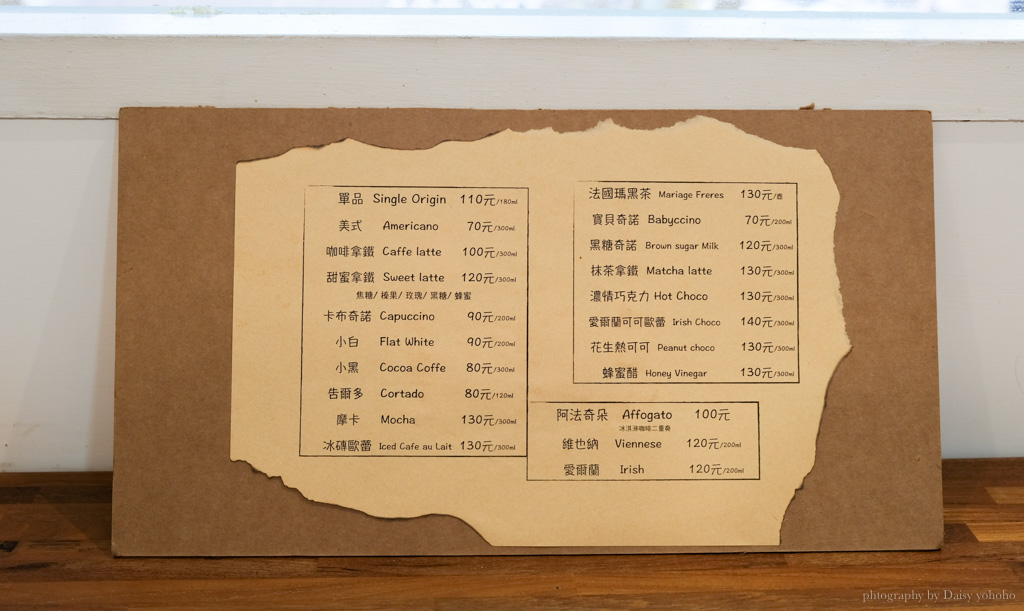 單品 Single Origin 110元/180ml
美式 Americano 70元/300ml
咖啡拿鐵 Caffe latte 100元/300ml
甜蜜拿鐵 Sweet latte 120元/300ml
焦糖/ 榛果/ 玫瑰/ 黑糖/ 蜂蜜
卡布奇諾 Capuccino 90元/200ml
小白 Flat White 90元/200ml
小黑 Cocoa Coffe 80元/300ml
告爾多 Cortado 80元/120ml
摩卡 Mocha 130元/300ml
冰磚歐蕾 Iced Cafe au Lait 130元/300ml
法國瑪黑茶 Mariage Freres 130元/壺
寶貝奇諾 Babyccino 70元/200ml
黑糖奇諾 Brown sugar Milk 120元/300ml
抹茶拿鐵 Matcha latte 130元/300ml
濃情巧克力 Hot Choco 130元/300ml
愛爾蘭可可歐蕾 Irish Choco 140元/300ml
花生熱可可 Peanut choco 130元/300ml
蜂蜜醋 Honey Vinegar 130元/300ml
阿法奇朵 Affogato 100元
冰淇淋咖啡二重奏
維也納 Viennese 120元/200ml
愛爾蘭 Irish 120元/200ml
phtography by Daisy yohoho